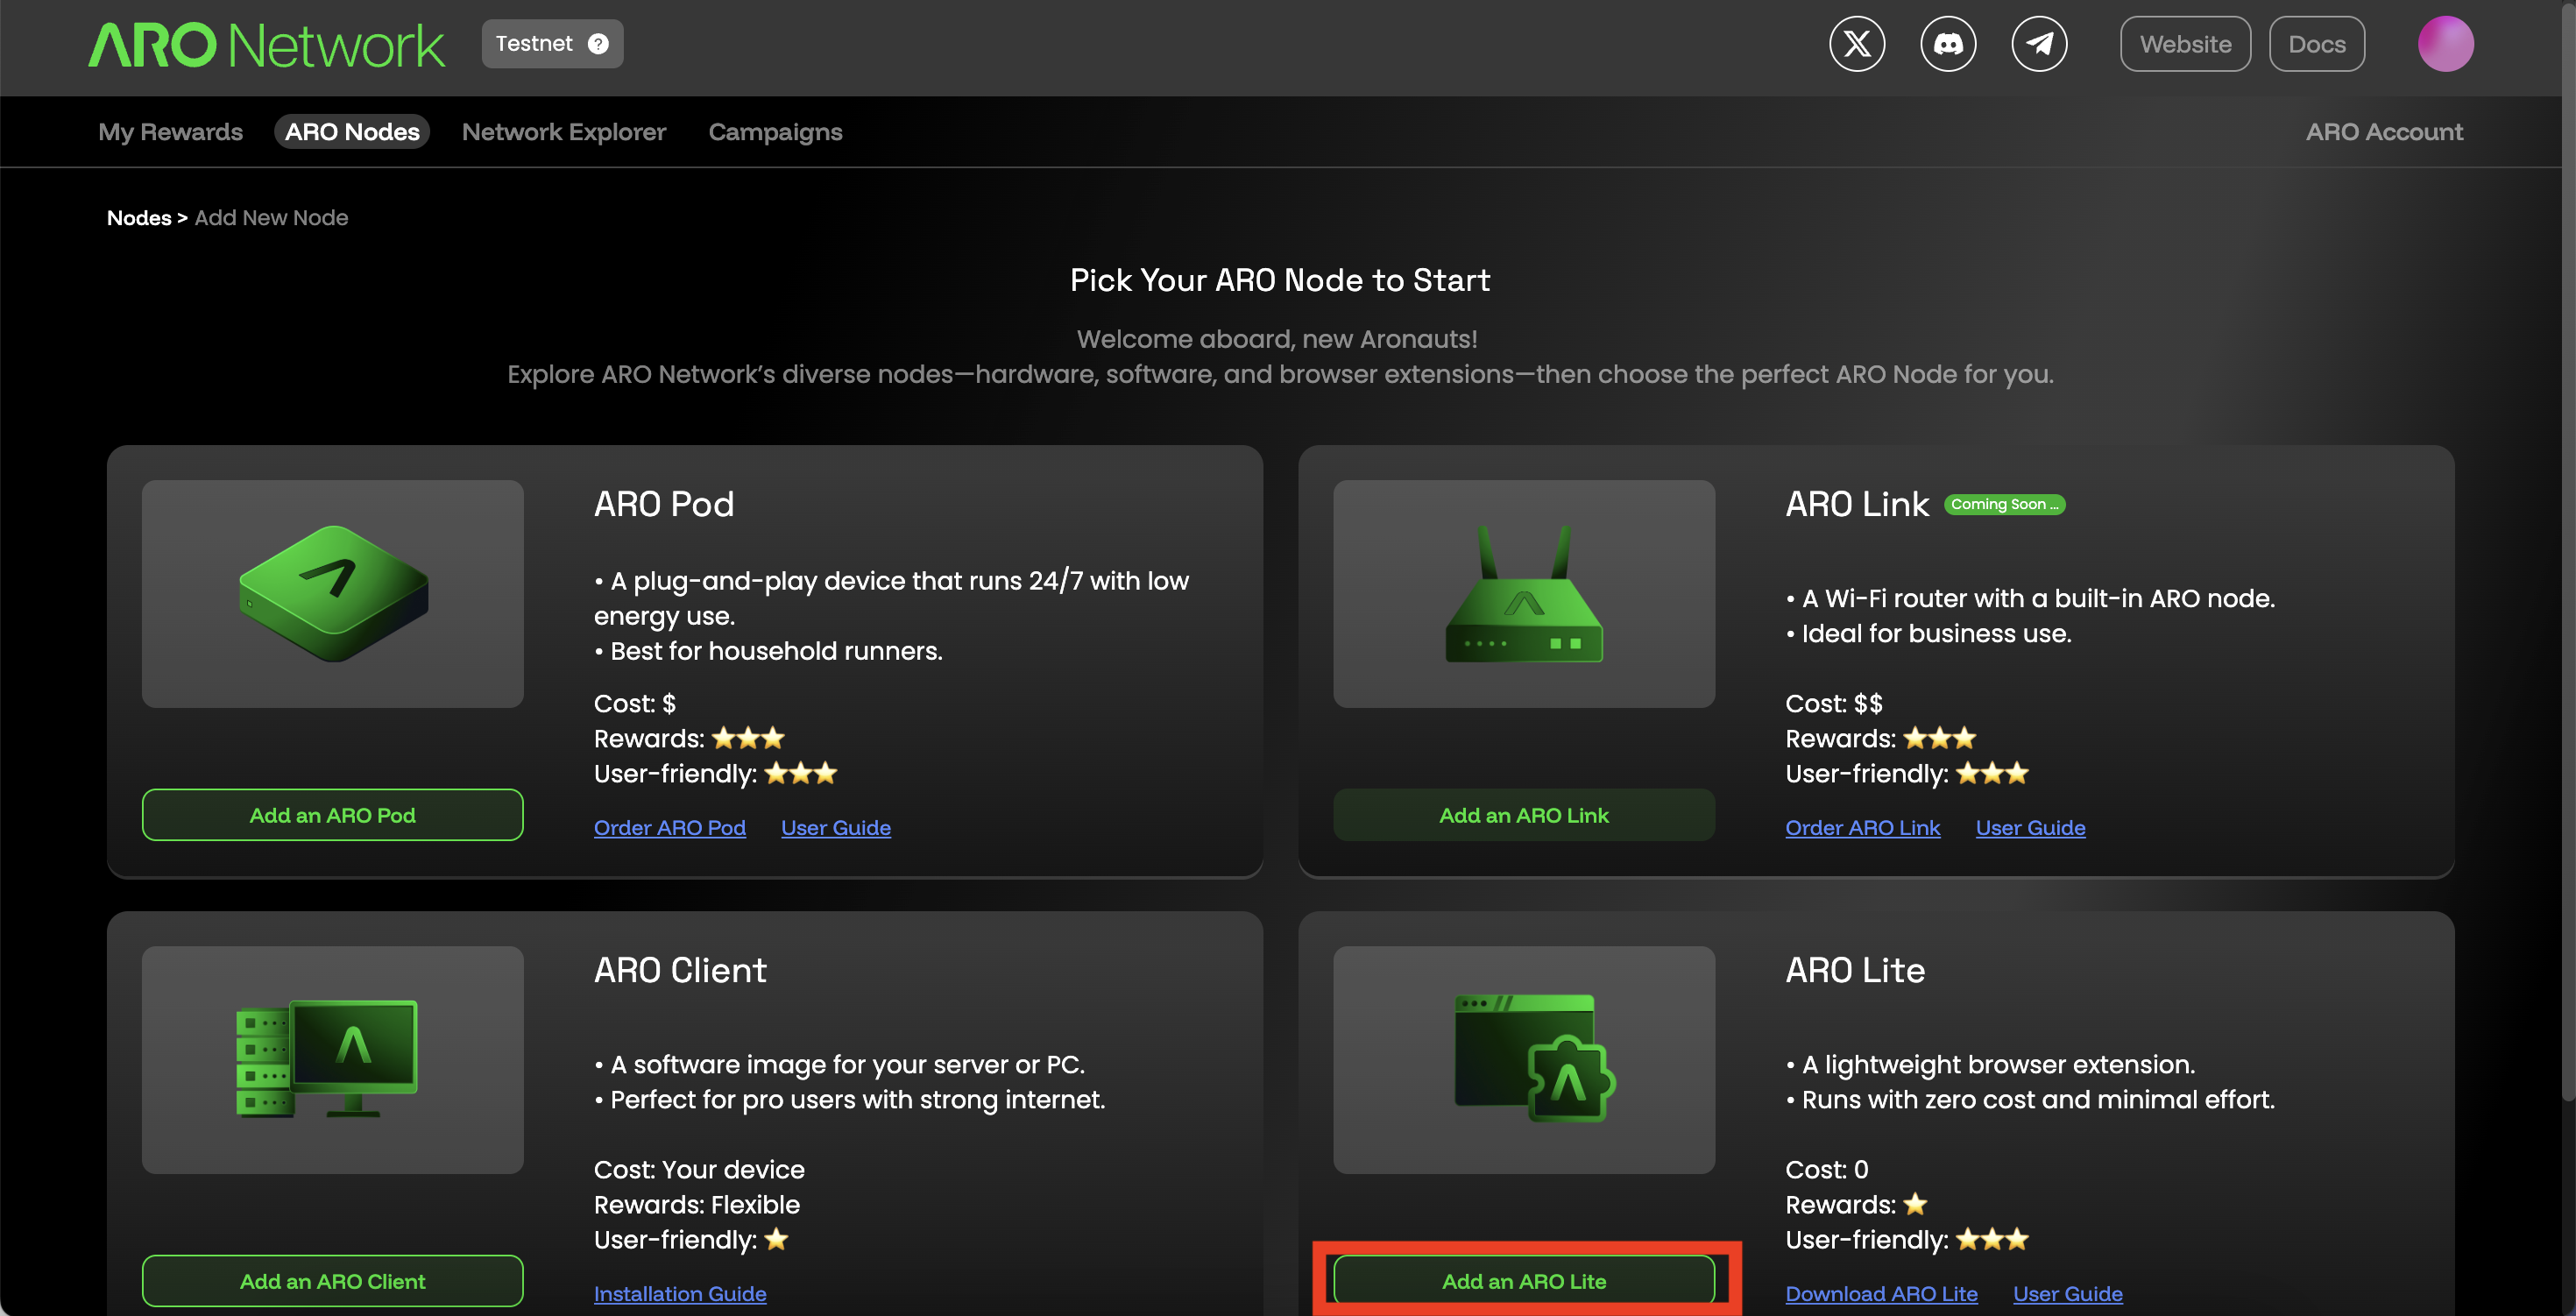 ARO Network
Testnet ?
Website
Docs
My Rewards
ARO Nodes
Network Explorer
Campaigns
ARO Account
Nodes > Add New Node
Pick Your ARO Node to Start
Welcome aboard, new Aronauts!
Explore ARO Network’s diverse nodes—hardware, software, and browser extensions—then choose the perfect ARO Node for you.
ARO Pod
• A plug-and-play device that runs 24/7 with low
energy use.
• Best for household runners.
Cost: $
Rewards: ⭐⭐⭐
User-friendly: ⭐⭐⭐
Add an ARO Pod
Order ARO Pod
User Guide
ARO Link
Coming Soon ...
• A Wi-Fi router with a built-in ARO node.
• Ideal for business use.
Cost: $$
Rewards: ⭐⭐⭐
User-friendly: ⭐⭐⭐
Add an ARO Link
Order ARO Link
User Guide
ARO Client
• A software image for your server or PC.
• Perfect for pro users with strong internet.
Cost: Your device
Rewards: Flexible
User-friendly: ⭐
Add an ARO Client
Installation Guide
ARO Lite
• A lightweight browser extension.
• Runs with zero cost and minimal effort.
Cost: 0
Rewards: ⭐
User-friendly: ⭐⭐⭐
Add an ARO Lite
Download ARO Lite
User Guide